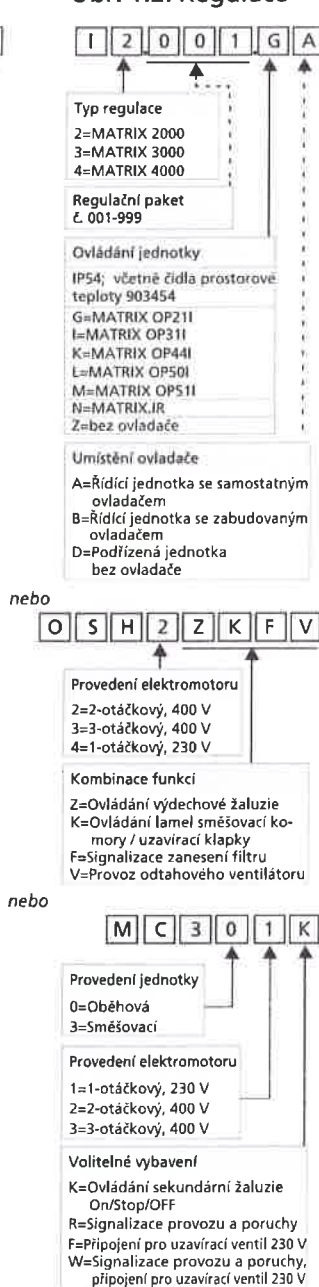 I 2 0 0 1 G A
Typ regulace
2=MATRIX 2000
3=MATRIX 3000
4=MATRIX 4000
Regulační paket
č. 001-999
Ovládání jednotky
IP54; včetně čidla prostorové
teploty 903454
G=MATRIX OP21I
I=MATRIX OP31I
K=MATRIX OP44I
L=MATRIX OP50I
M=MATRIX OP51I
N=MATRIX.IR
Z=bez ovladače
Umístění ovladače
A=Řídící jednotka se samostatným
ovladačem
B=Řídící jednotka se zabudovaným
ovladačem
D=Podřízená jednotka
bez ovladače
nebo
O S H 2 Z K F V
Provedení elektromotoru
2=2-otáčkový, 400 V
3=3-otáčkový, 400 V
4=1-otáčkový, 230 V
Kombinace funkcí
Z=Ovládání výdechové žaluzie
K=Ovládání lamel směšovací ko-
mory / uzavírací klapky
F=Signalizace zanesení filtru
V=Provoz odtahového ventilátoru
nebo
M C 3 0 1 K
Provedení jednotky
0=Oběhová
3=Směšovací
Provedení elektromotoru
1=1-otáčkový, 230 V
2=2-otáčkový, 400 V
3=3-otáčkový, 400 V
Volitelné vybavení
K=Ovládání sekundární žaluzie
On/Stop/OFF
R=Signalizace provozu a poruchy
F=Připojení pro uzavírací ventil 230 V
W=Signalizace provozu a poruchy,
připojení pro uzavírací ventil 230 V